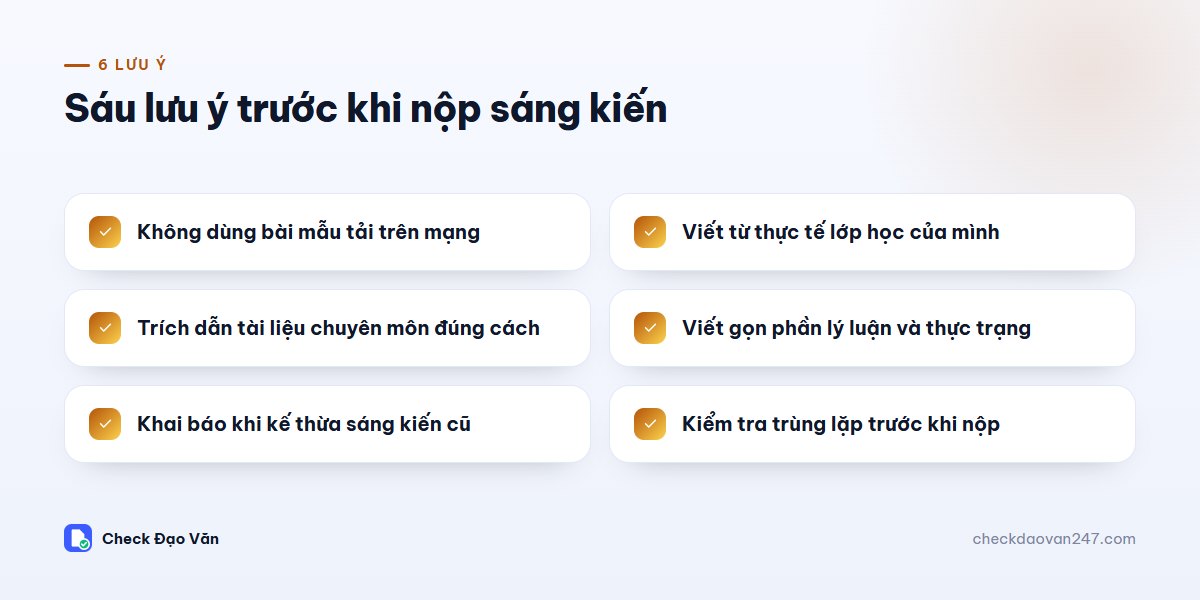 6 LƯU Ý
Sáu lưu ý trước khi nộp sáng kiến
Không dùng bài mẫu tải trên mạng
Viết từ thực tế lớp học của mình
Trích dẫn tài liệu chuyên môn đúng cách
Viết gọn phần lý luận và thực trạng
Khai báo khi kế thừa sáng kiến cũ
Kiểm tra trùng lặp trước khi nộp
Check Đạo Văn
checkdaovan247.com